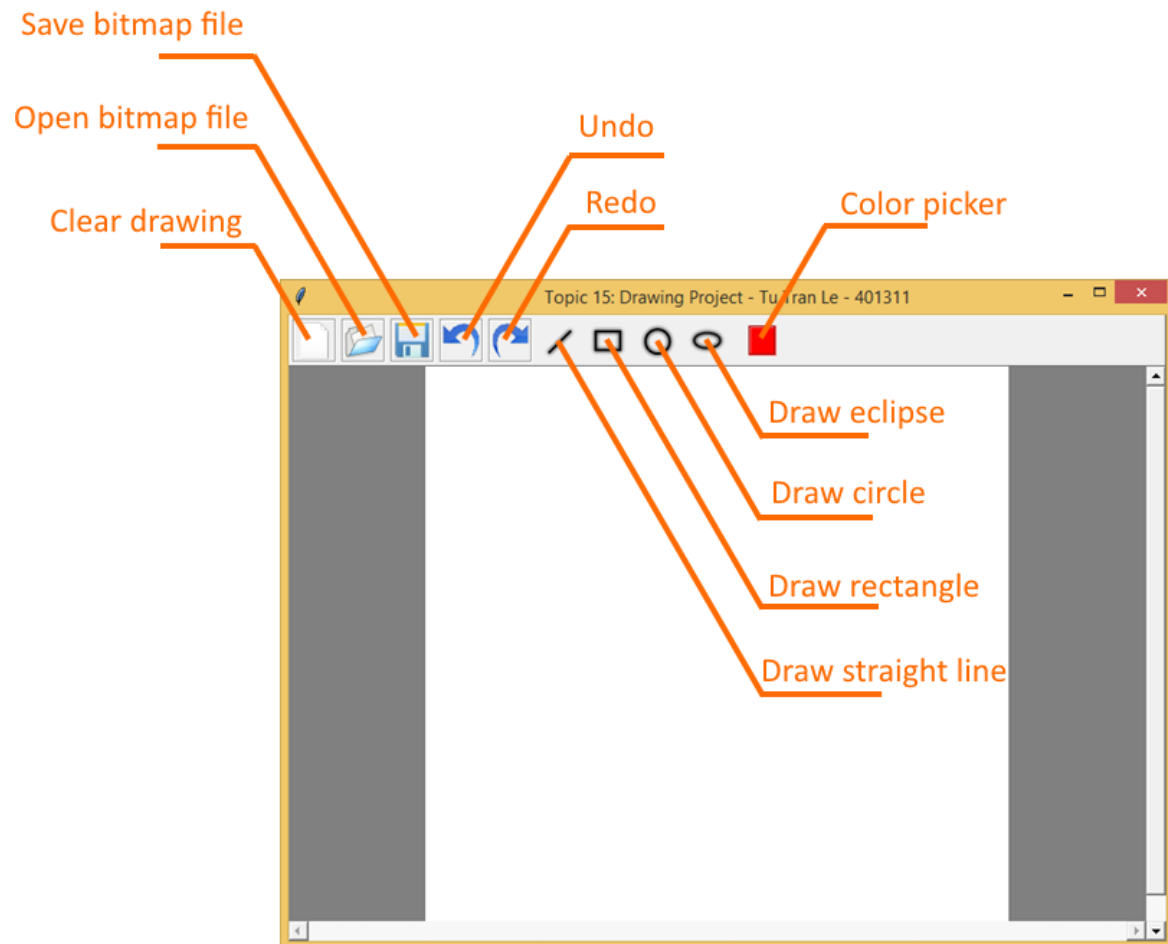 Save bitmap file
Open bitmap file
Undo
Redo
Color picker
Clear drawing
Topic 15: Drawing Project - Tu Tran Le - 401311
Draw eclipse
Draw circle
Draw rectangle
Draw straight line